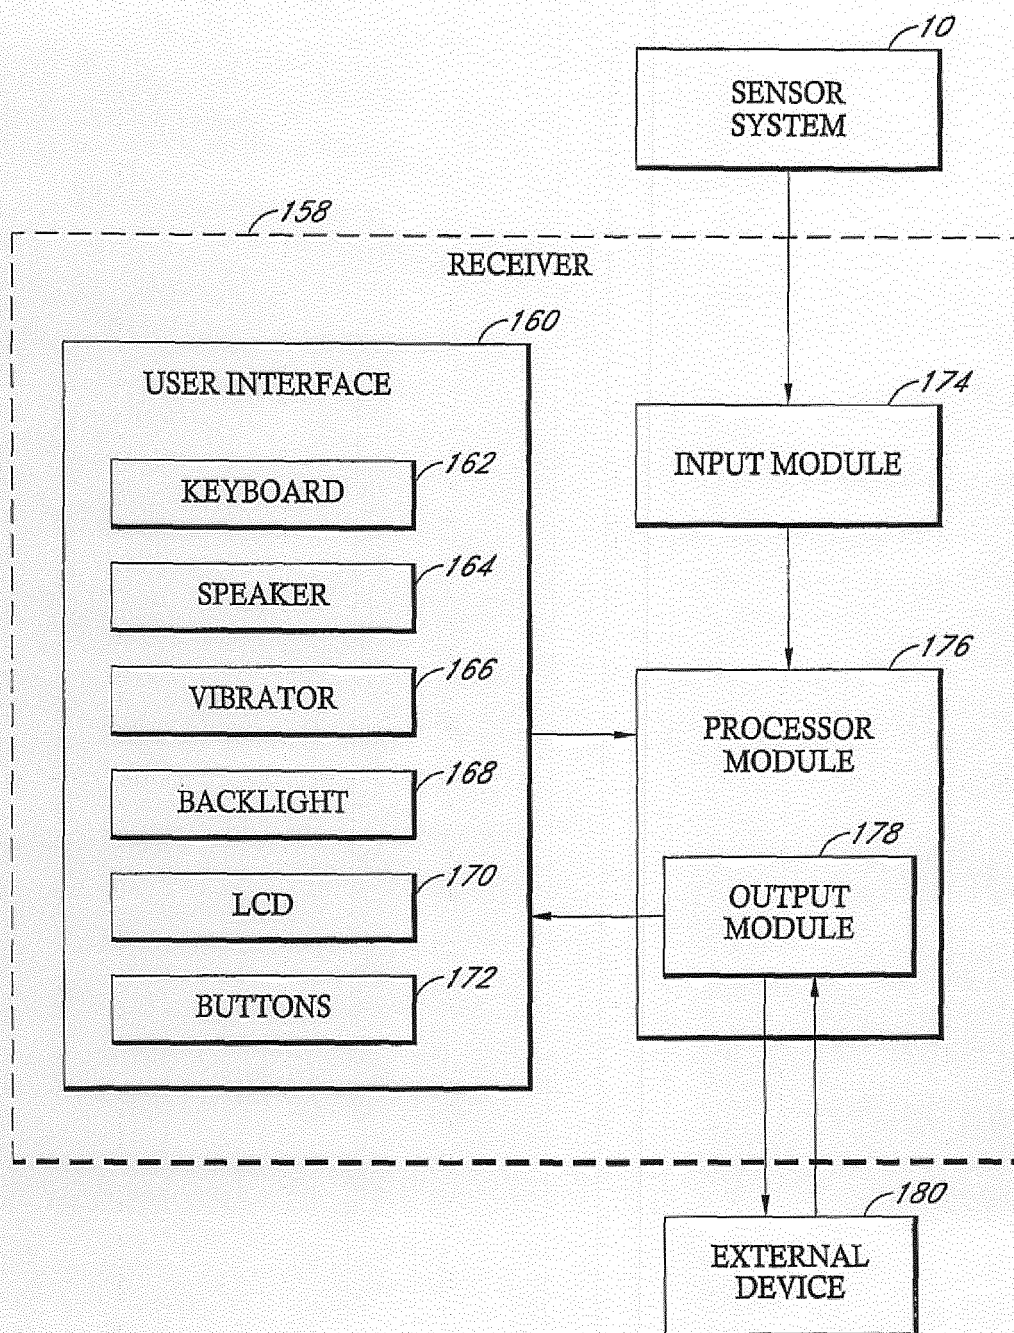 10
SENSOR
SYSTEM
158
RECEIVER
160
USER INTERFACE
174
INPUT MODULE
162
KEYBOARD
164
SPEAKER
166
VIBRATOR
168
BACKLIGHT
170
LCD
172
BUTTONS
176
PROCESSOR
MODULE
178
OUTPUT
MODULE
180
EXTERNAL
DEVICE